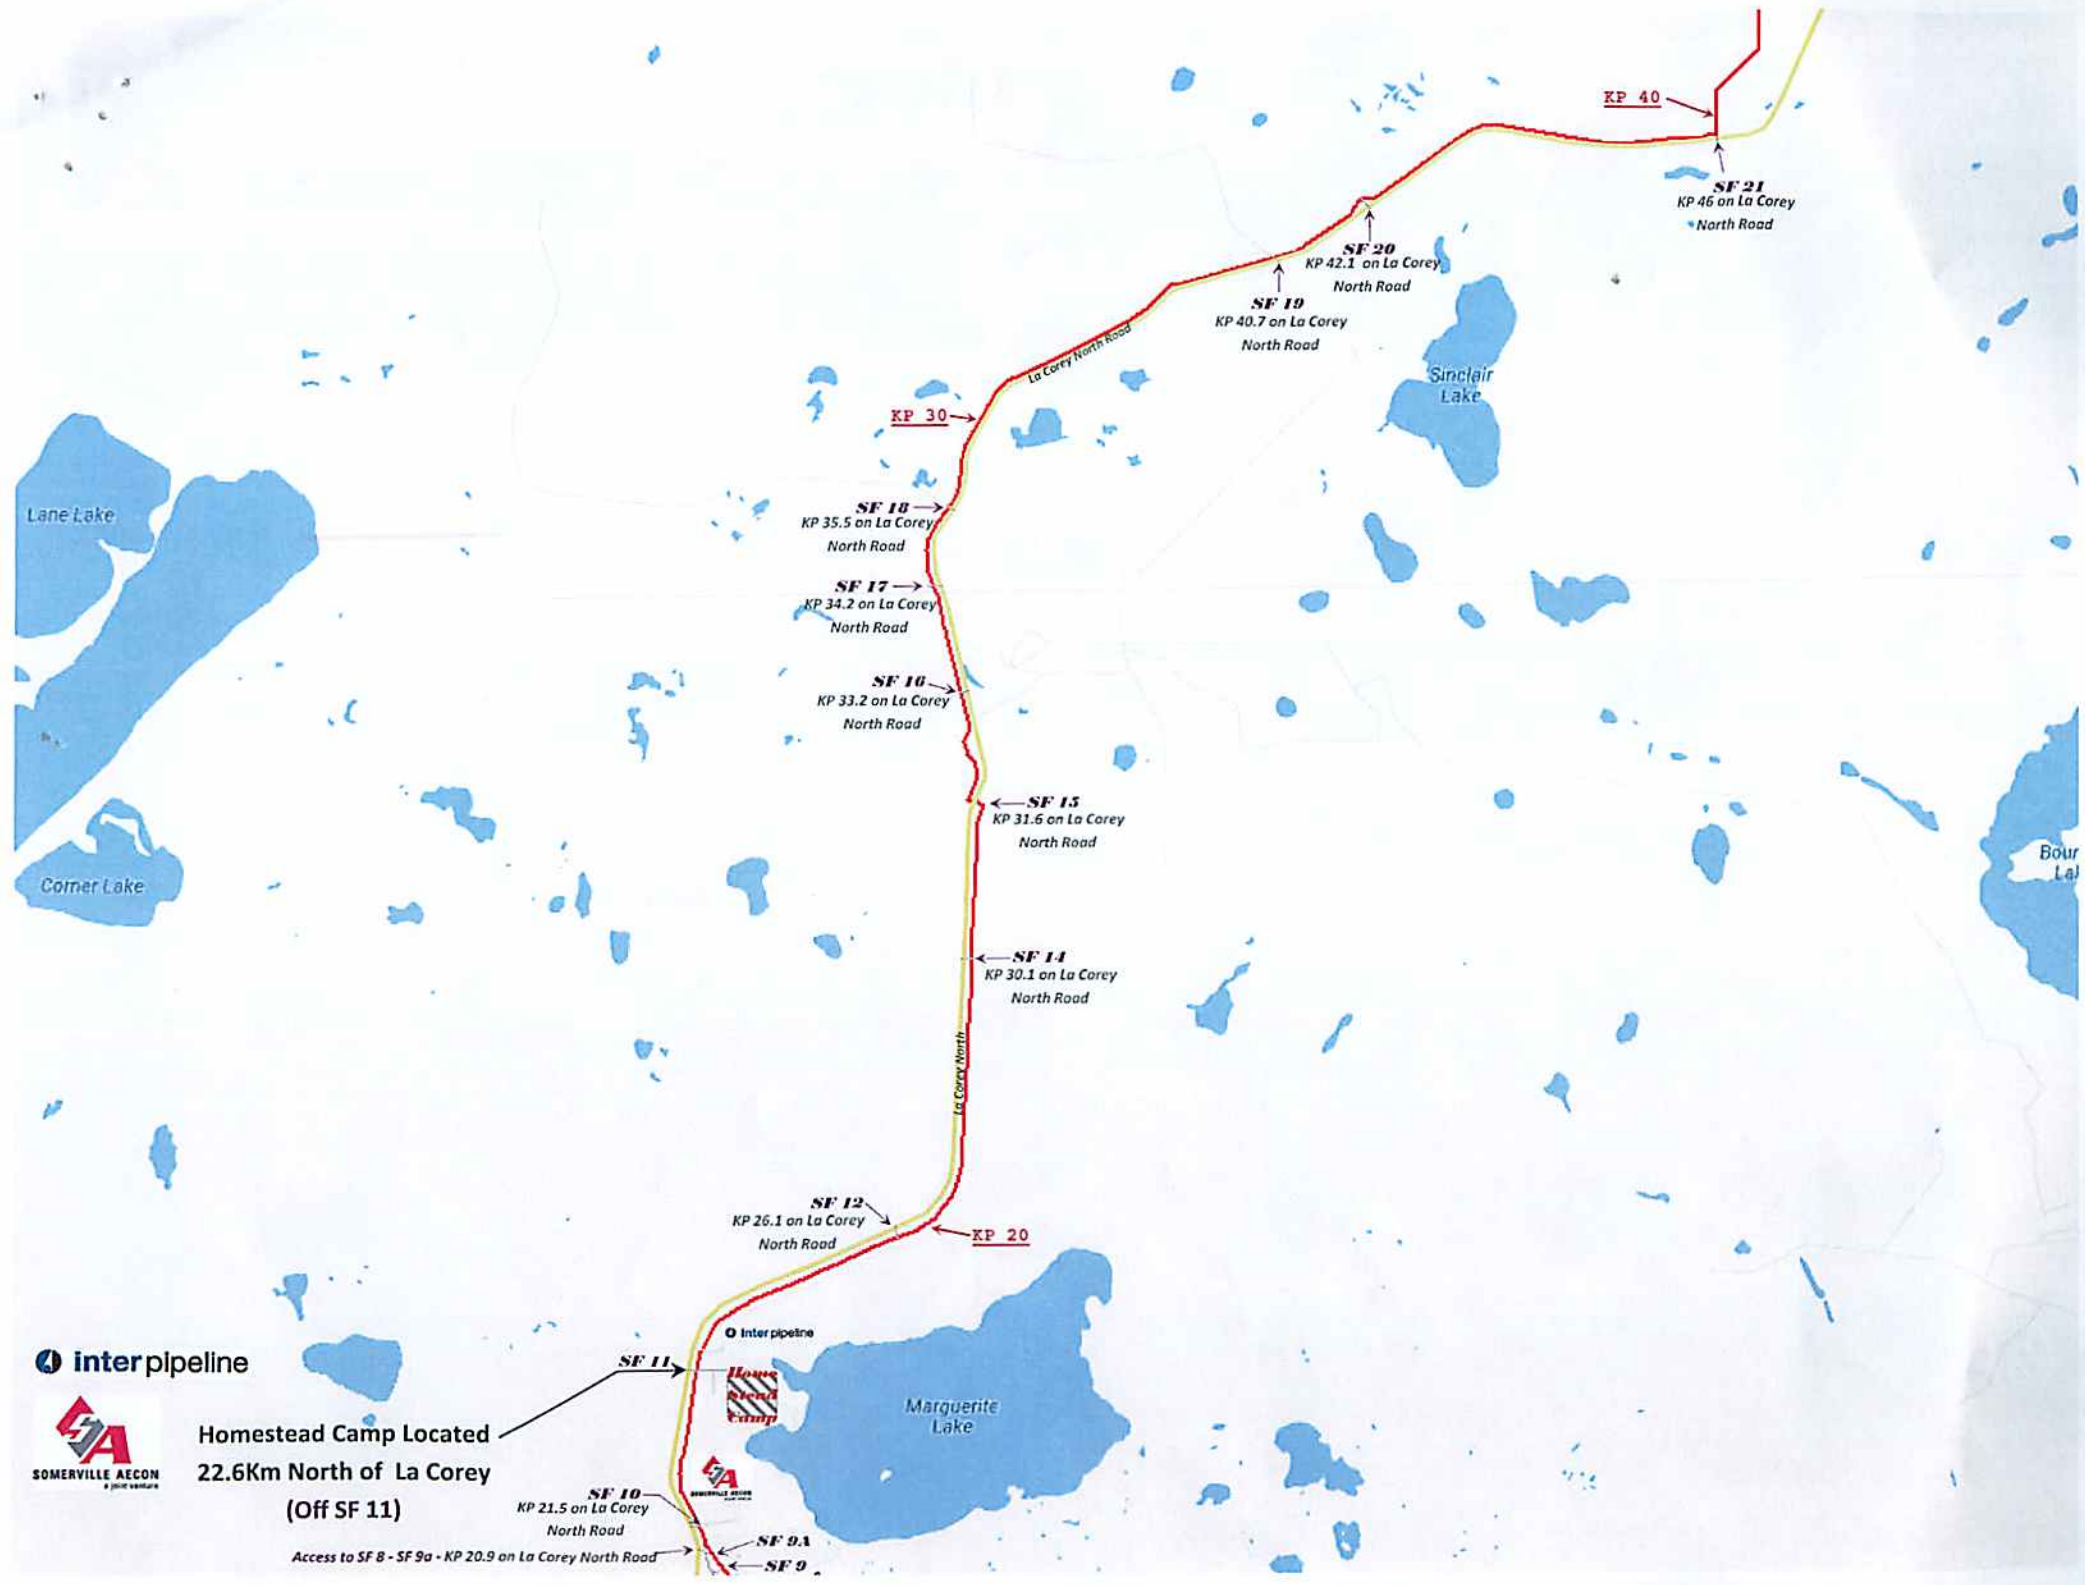 KP 40
SF 21
KP 46 on La Corey
North Road
SF 20
KP 42.1 on La Corey
North Road
SF 19
KP 40.7 on La Corey
North Road
La Corey North Road
Sinclair
Lake
KP 30
SF 18
KP 35.5 on La Corey
North Road
Lane Lake
SF 17
KP 34.2 on La Corey
North Road
SF 16
KP 33.2 on La Corey
North Road
SF 15
KP 31.6 on La Corey
North Road
Bour
Lal
Corner Lake
SF 14
KP 30.1 on La Corey
North Road
La Corey North
SF 12
KP 26.1 on La Corey
North Road
KP 20
Inter pipeline
inter pipeline
SF 11
Home
Stead
Camp
Marguerite
Lake
SOMERVILLE AECON
a joint venture
Homestead Camp Located
22.6Km North of La Corey
(Off SF 11)
SOMERVILLE AECON
SF 10
KP 21.5 on La Corey
North Road
SF 9A
Access to SF 8 - SF 9a - KP 20.9 on La Corey North Road
SF 9